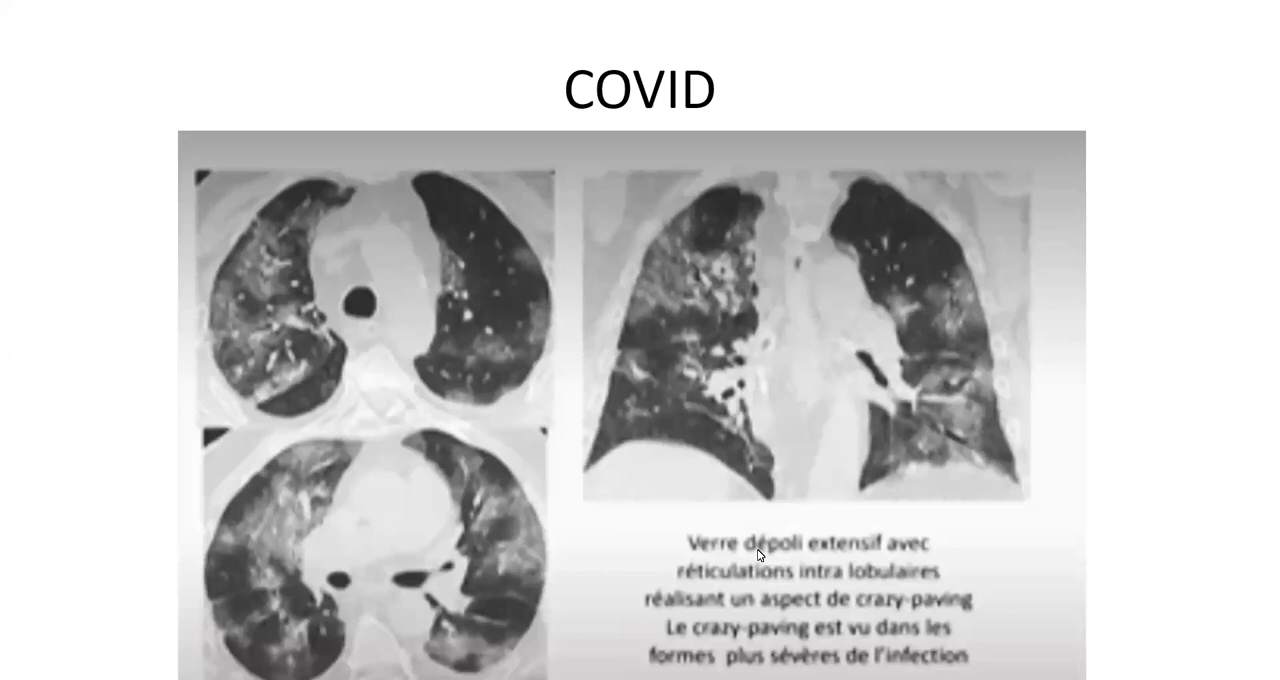 COVID
Verre dépoli extensif avec
réticulations intra lobulaires
réalisant un aspect de crazy-paving
Le crazy-paving est vu dans les
formes plus sévères de l'infection